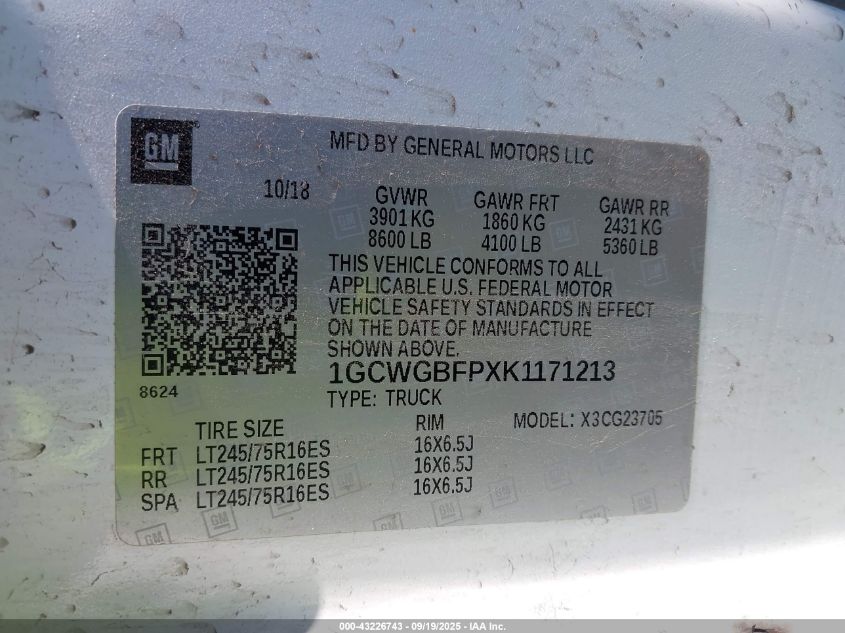 GM
MFD BY GENERAL MOTORS LLC
10/18
GVWR GAWR FRT GAWR RR
3901 KG 1860 KG 2431 KG
8600 LB 4100 LB 5360 LB
THIS VEHICLE CONFORMS TO ALL
APPLICABLE U.S. FEDERAL MOTOR
VEHICLE SAFETY STANDARDS IN EFFECT
ON THE DATE OF MANUFACTURE
SHOWN ABOVE.
8624
1GCWGBFPXK1171213
TYPE: TRUCK
TIRE SIZE RIM MODEL: X3CG23705
FRT LT245/75R16ES 16X6.5J
RR LT245/75R16ES 16X6.5J
SPA LT245/75R16ES 16X6.5J
000-43226743 - 09/19/2025 - IAA Inc.